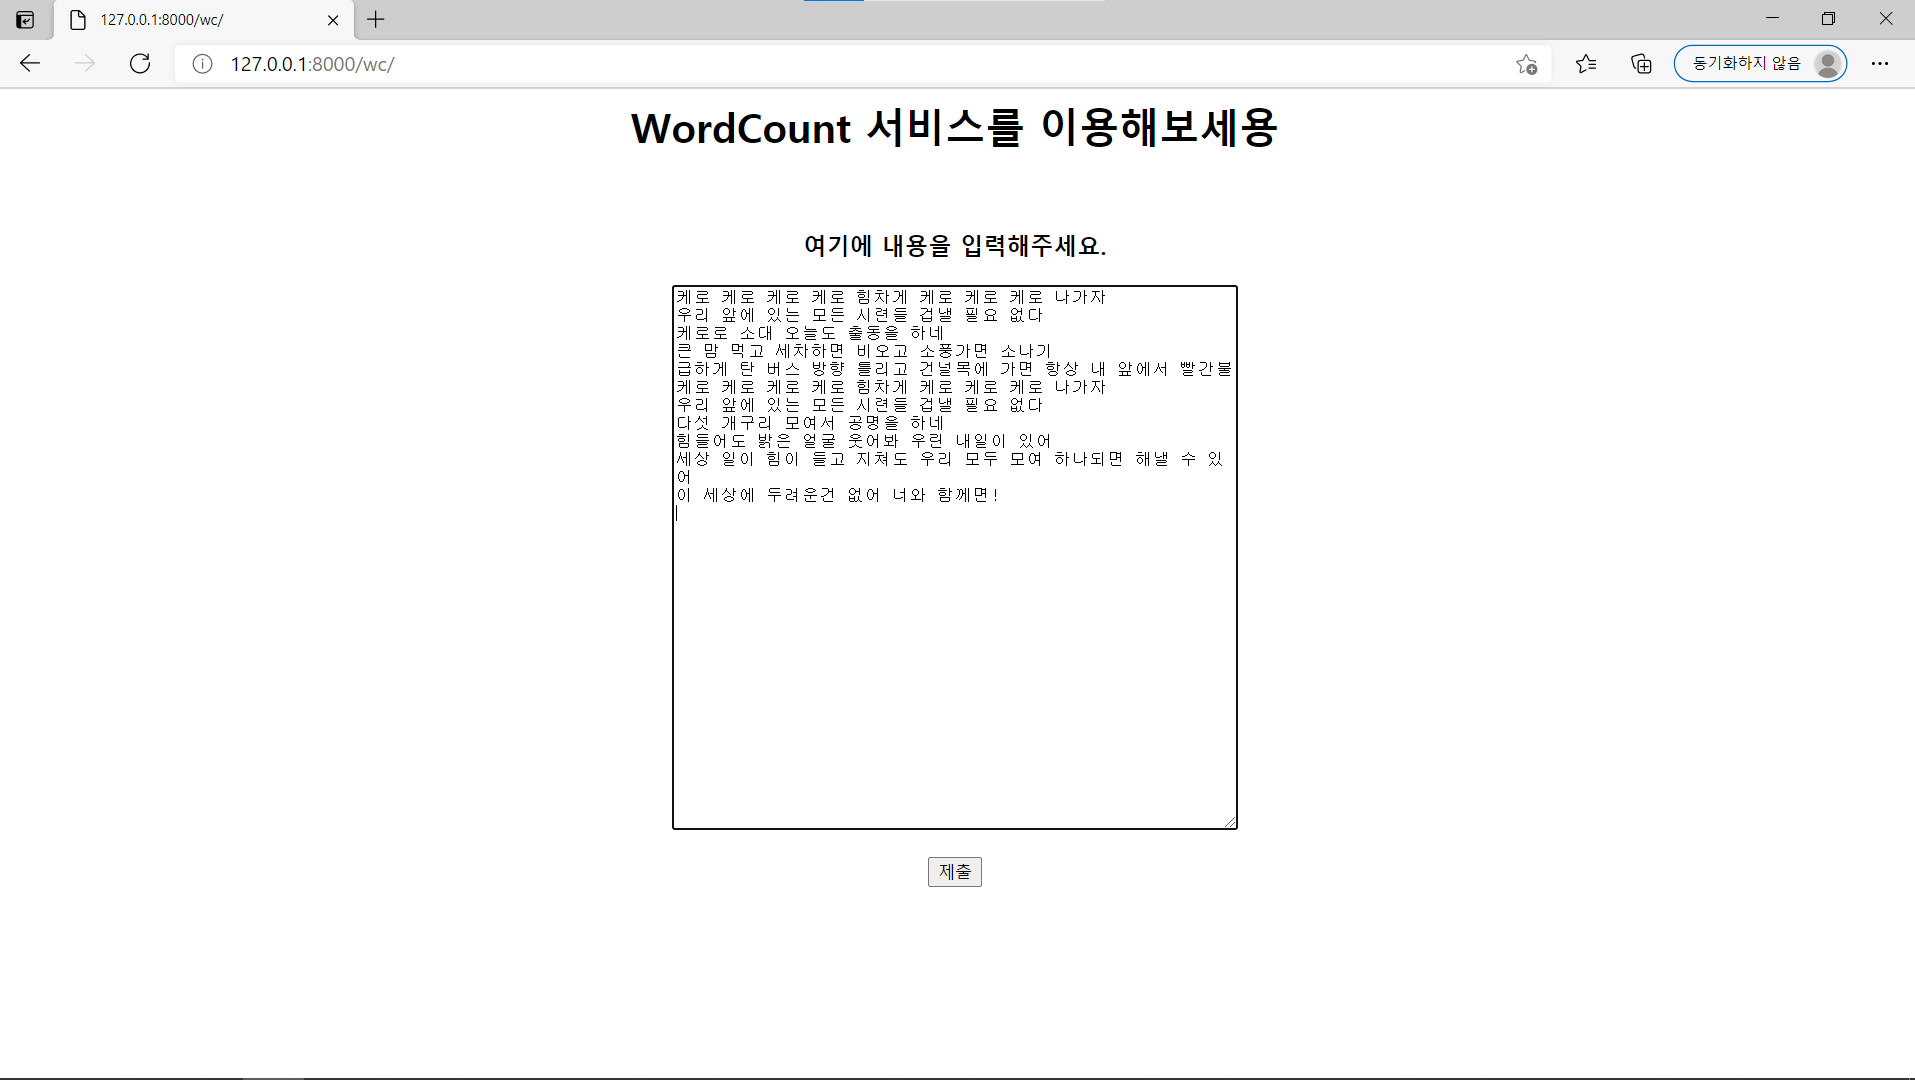 127.0.0.1:8000/wc/
127.0.0.1:8000/wc/
동기화하지 않음
WordCount 서비스를 이용해보세용
여기에 내용을 입력해주세요.
케로 케로 케로 케로 힘차게 케로 케로 케로 나가자
우리 앞에 있는 모든 시련들 겁낼 필요 없다
케로로 소대 오늘도 출동을 하네
큰 맘 먹고 세차하면 비오고 소풍가면 소나기
급하게 탄 버스 방향 틀리고 건널목에 가면 항상 내 앞에서 빨간불
케로 케로 케로 케로 힘차게 케로 케로 케로 나가자
우리 앞에 있는 모든 시련들 겁낼 필요 없다
다섯 개구리 모여서 공명을 하네
힘들어도 밝은 얼굴 웃어봐 우린 내일이 있어
세상 일이 힘이 들고 지쳐도 우리 모두 모여 하나되면 해낼 수 있
어
이 세상에 두려운건 없어 너와 함께면!
제출